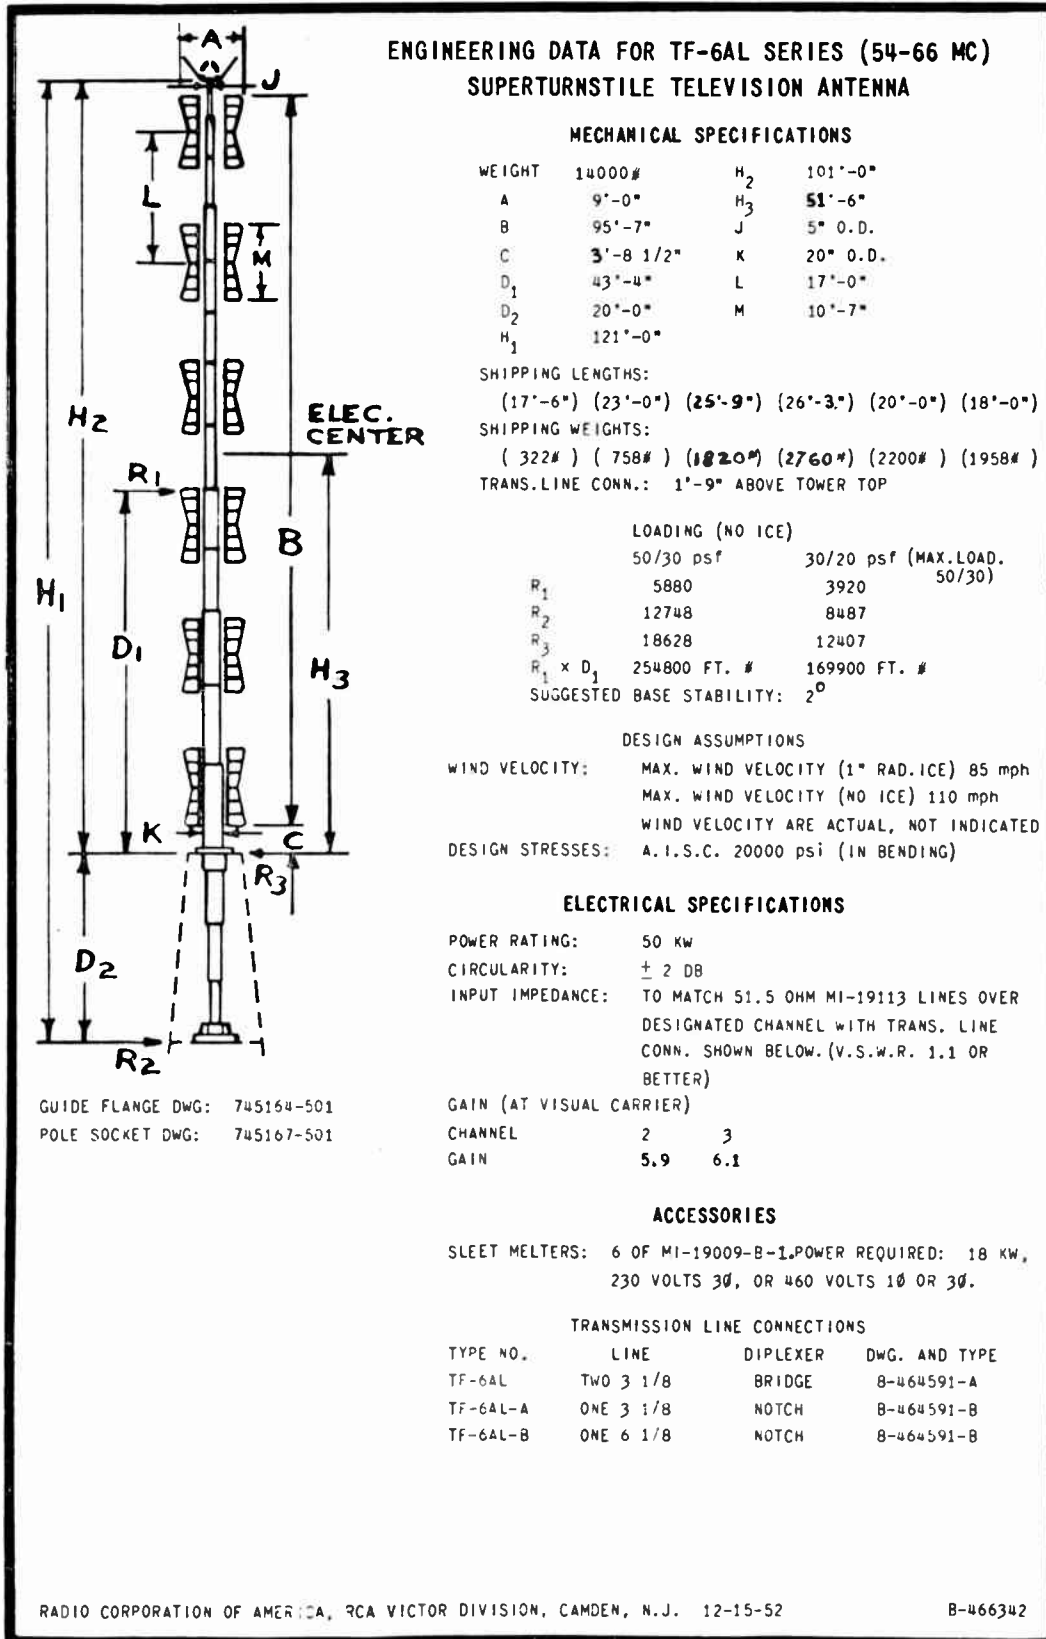 ENGINEERING DATA FOR TF-6AL SERIES (54-66 MC)
SUPERTURNSTILE TELEVISION ANTENNA
MECHANICAL SPECIFICATIONS
WEIGHT 14000# H2 101'-0"
A 9'-0" H3 51'-6"
B 95'-7" J 5" O.D.
C 3'-8 1/2" K 20" O.D.
D1 43'-4" L 17'-0"
D2 20'-0" M 10'-7"
H1 121'-0"
SHIPPING LENGTHS:
(17'-6") (23'-0") (25'-9") (26'-3") (20'-0") (18'-0")
SHIPPING WEIGHTS:
( 322# ) ( 758# ) (1820#) (2760#) (2200# ) (1958# )
TRANS.LINE CONN.: 1'-9" ABOVE TOWER TOP
LOADING (NO ICE)
50/30 psf 30/20 psf (MAX.LOAD. 50/30)
R1 5880 3920
R2 12748 8487
R3 18628 12407
R1 x D1 254800 FT. # 169900 FT. #
SUGGESTED BASE STABILITY: 2°
DESIGN ASSUMPTIONS
WIND VELOCITY: MAX. WIND VELOCITY (1" RAD.ICE) 85 mph
MAX. WIND VELOCITY (NO ICE) 110 mph
WIND VELOCITY ARE ACTUAL, NOT INDICATED
DESIGN STRESSES: A.I.S.C. 20000 psi (IN BENDING)
ELECTRICAL SPECIFICATIONS
POWER RATING: 50 KW
CIRCULARITY: ± 2 DB
INPUT IMPEDANCE: TO MATCH 51.5 OHM MI-19113 LINES OVER
DESIGNATED CHANNEL WITH TRANS. LINE
CONN. SHOWN BELOW. (V.S.W.R. 1.1 OR
BETTER)
GAIN (AT VISUAL CARRIER)
CHANNEL 2 3
GAIN 5.9 6.1
ACCESSORIES
SLEET MELTERS: 6 OF MI-19009-B-1.POWER REQUIRED: 18 KW,
230 VOLTS 3Ø, OR 460 VOLTS 1Ø OR 3Ø.
TRANSMISSION LINE CONNECTIONS
TYPE NO. LINE DIPLEXER DWG. AND TYPE
TF-6AL TWO 3 1/8 BRIDGE B-464591-A
TF-6AL-A ONE 3 1/8 NOTCH B-464591-B
TF-6AL-B ONE 6 1/8 NOTCH B-464591-B
A
J
L
M
H2
ELEC.
CENTER
R1
B
H1
D1
H3
K
C
R3
D2
R2
GUIDE FLANGE DWG: 745164-501
POLE SOCKET DWG: 745167-501
RADIO CORPORATION OF AMERICA, RCA VICTOR DIVISION, CAMDEN, N.J. 12-15-52 B-466342